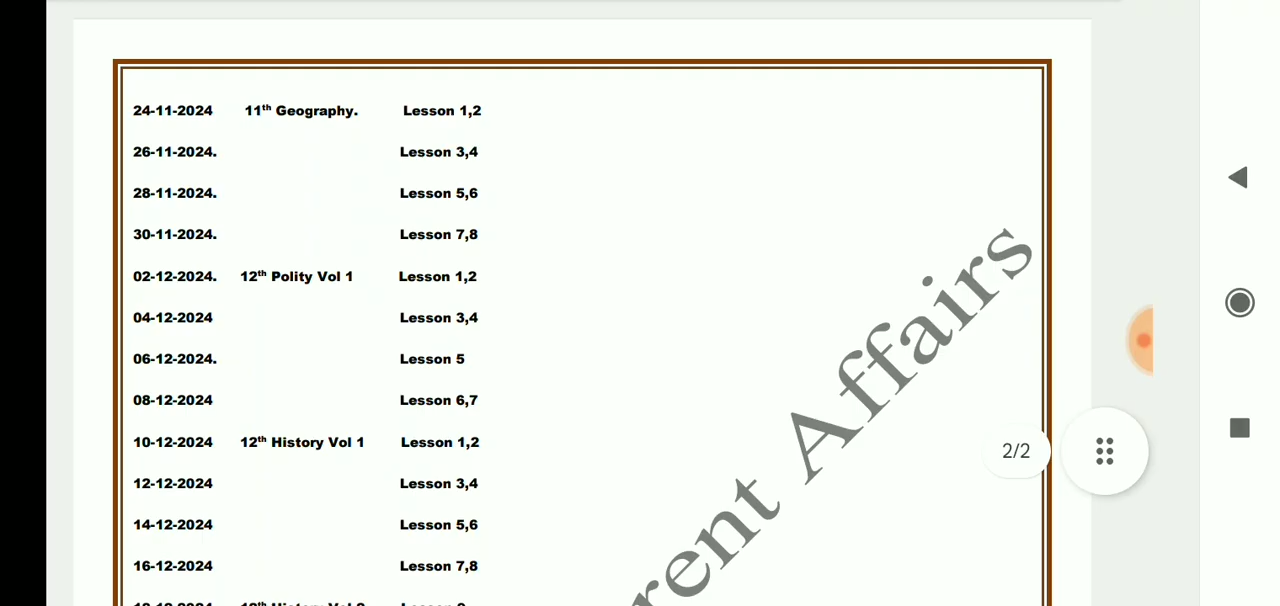 24-11-2024 11th Geography. Lesson 1,2
26-11-2024. Lesson 3,4
28-11-2024. Lesson 5,6
30-11-2024. Lesson 7,8
02-12-2024. 12th Polity Vol 1 Lesson 1,2
04-12-2024 Lesson 3,4
06-12-2024. Lesson 5
08-12-2024 Lesson 6,7
10-12-2024 12th History Vol 1 Lesson 1,2
12-12-2024 Lesson 3,4
14-12-2024 Lesson 5,6
16-12-2024 Lesson 7,8
rent Affairs
2/2